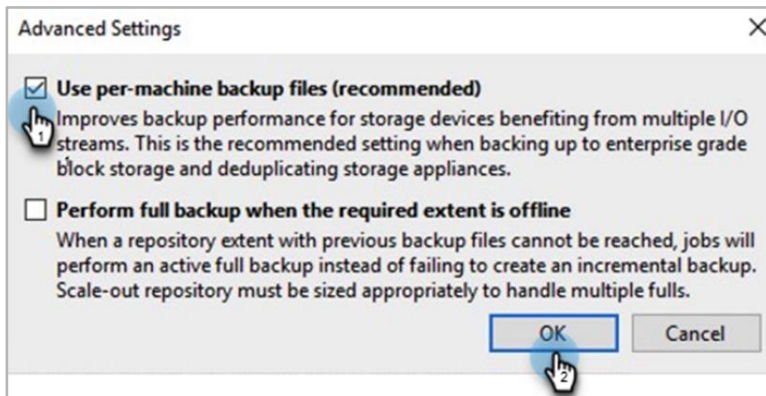 Advanced Settings
Use per-machine backup files (recommended)
Improves backup performance for storage devices benefiting from multiple I/O
streams. This is the recommended setting when backing up to enterprise grade
block storage and deduplicating storage appliances.
Perform full backup when the required extent is offline
When a repository extent with previous backup files cannot be reached, jobs will
perform an active full backup instead of failing to create an incremental backup.
Scale-out repository must be sized appropriately to handle multiple fulls.
OK Cancel
1
2